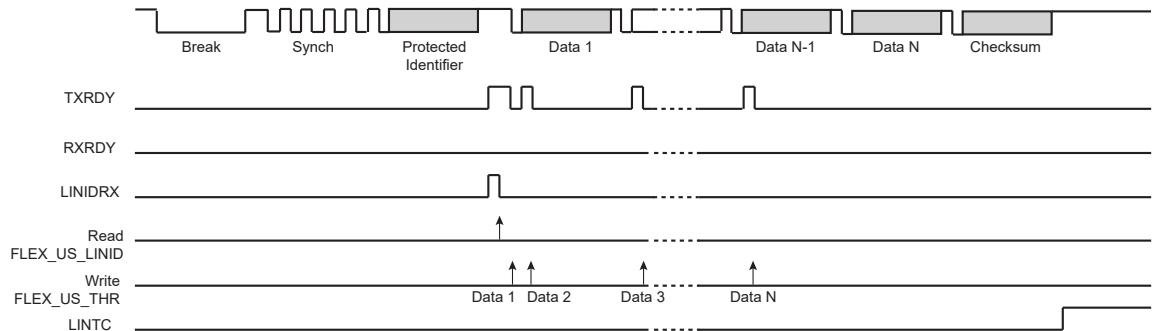 Break Synch Protected Identifier Data 1 Data N-1 Data N Checksum
TXRDY
RXRDY
LINIDRX
Read
FLEX_US_LINID
Write
FLEX_US_THR
Data 1 Data 2 Data 3 Data N
LINTC